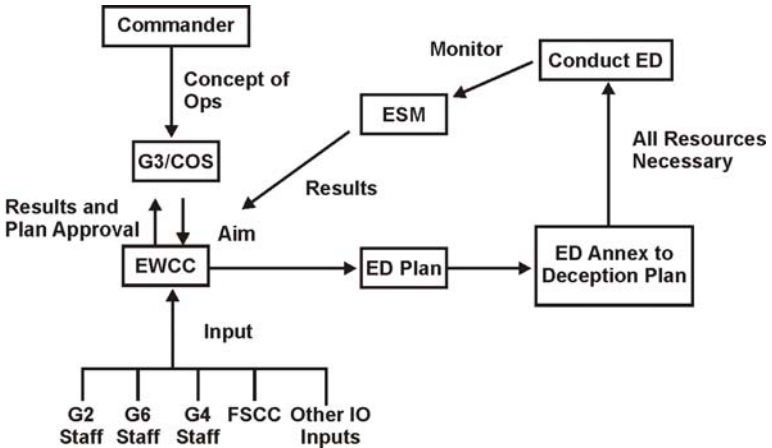 Commander
Concept of
Ops
G3/COS
Results and
Plan Approval
Aim
EWCC
Input
G2
Staff
G6
Staff
G4
Staff
FSCC
Other IO
Inputs
ED Plan
ED Annex to
Deception Plan
All Resources
Necessary
Conduct ED
Monitor
ESM
Results